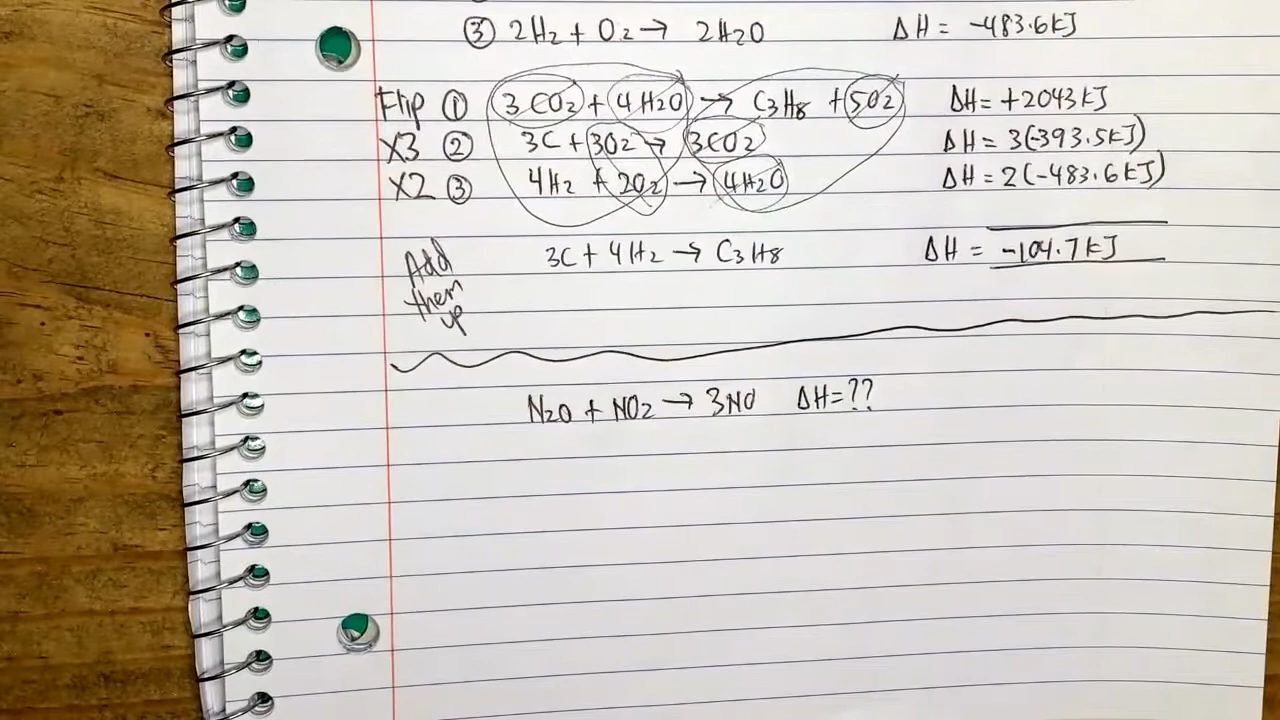 ③ 2H₂ + O₂ → 2H₂O ΔH = -483.6kJ
Flip ① 3CO₂ + 4H₂O → C₃H₈ + 5O₂ ΔH = +2043kJ
X3 ② 3C + 3O₂ → 3CO₂ ΔH = 3(-393.5kJ)
X2 ③ 4H₂ + 2O₂ → 4H₂O ΔH = 2(-483.6kJ)
Add them up 3C + 4H₂ → C₃H₈ ΔH = -104.7kJ
N₂O + NO₂ → 3NO ΔH=??